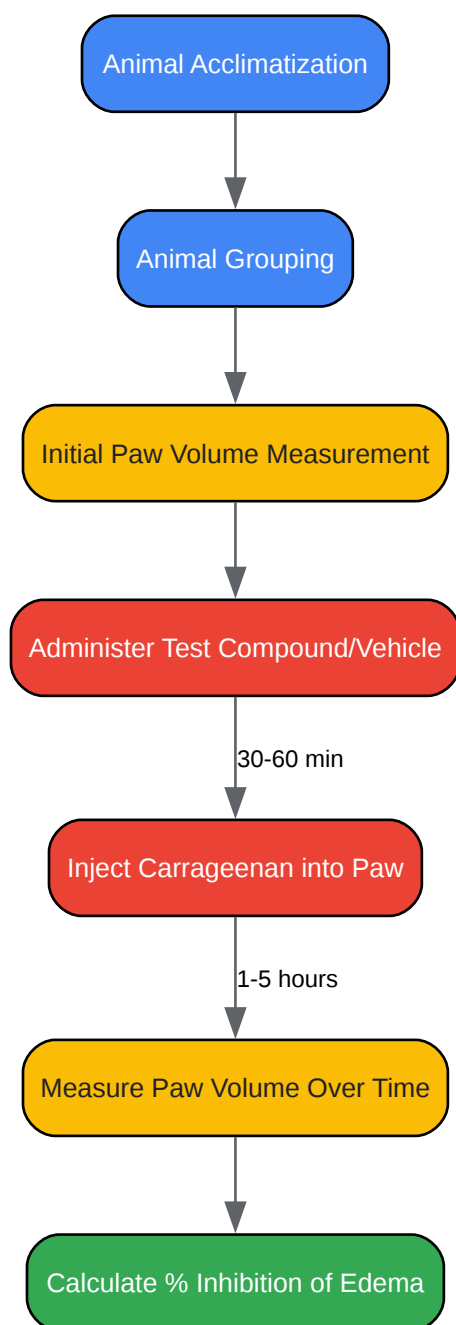 Animal Acclimatization
Animal Grouping
Initial Paw Volume Measurement
Administer Test Compound/Vehicle
30-60 min
Inject Carrageenan into Paw
1-5 hours
Measure Paw Volume Over Time
Calculate % Inhibition of Edema